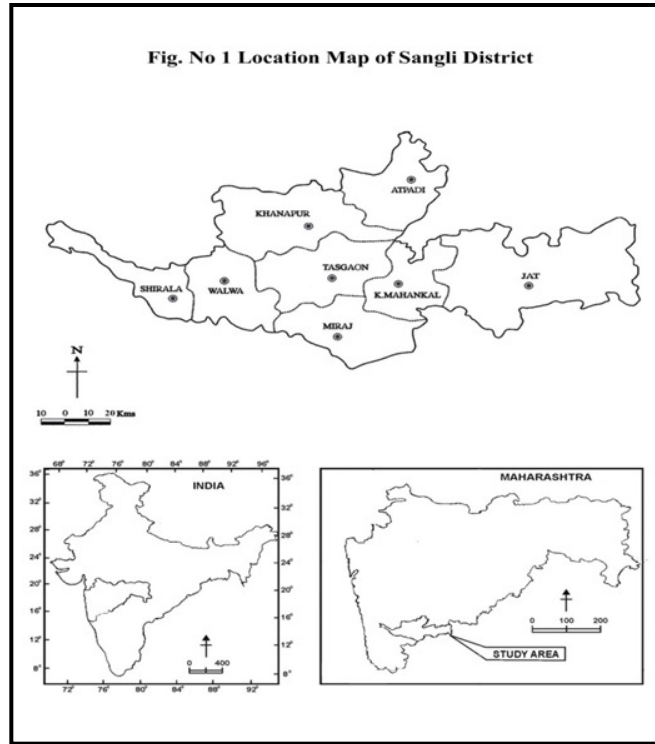 Fig. No 1 Location Map of Sangli District
ATPADI
KHANAPUR
TASGAON
JAT
SHIRALA
WALWA
K.MAHANKAL
MIRAJ
N
10 0 10 20 Kms
68° 72° 76° 80° 84° 88° 92° 96°
36° 36°
INDIA
32° 32°
28° 28°
24° 24°
20° 20°
16° 16°
12° 12°
8° 8°
0 400
72° 76° 80° 84° 88° 92°
MAHARASHTRA
0 100 200
STUDY AREA